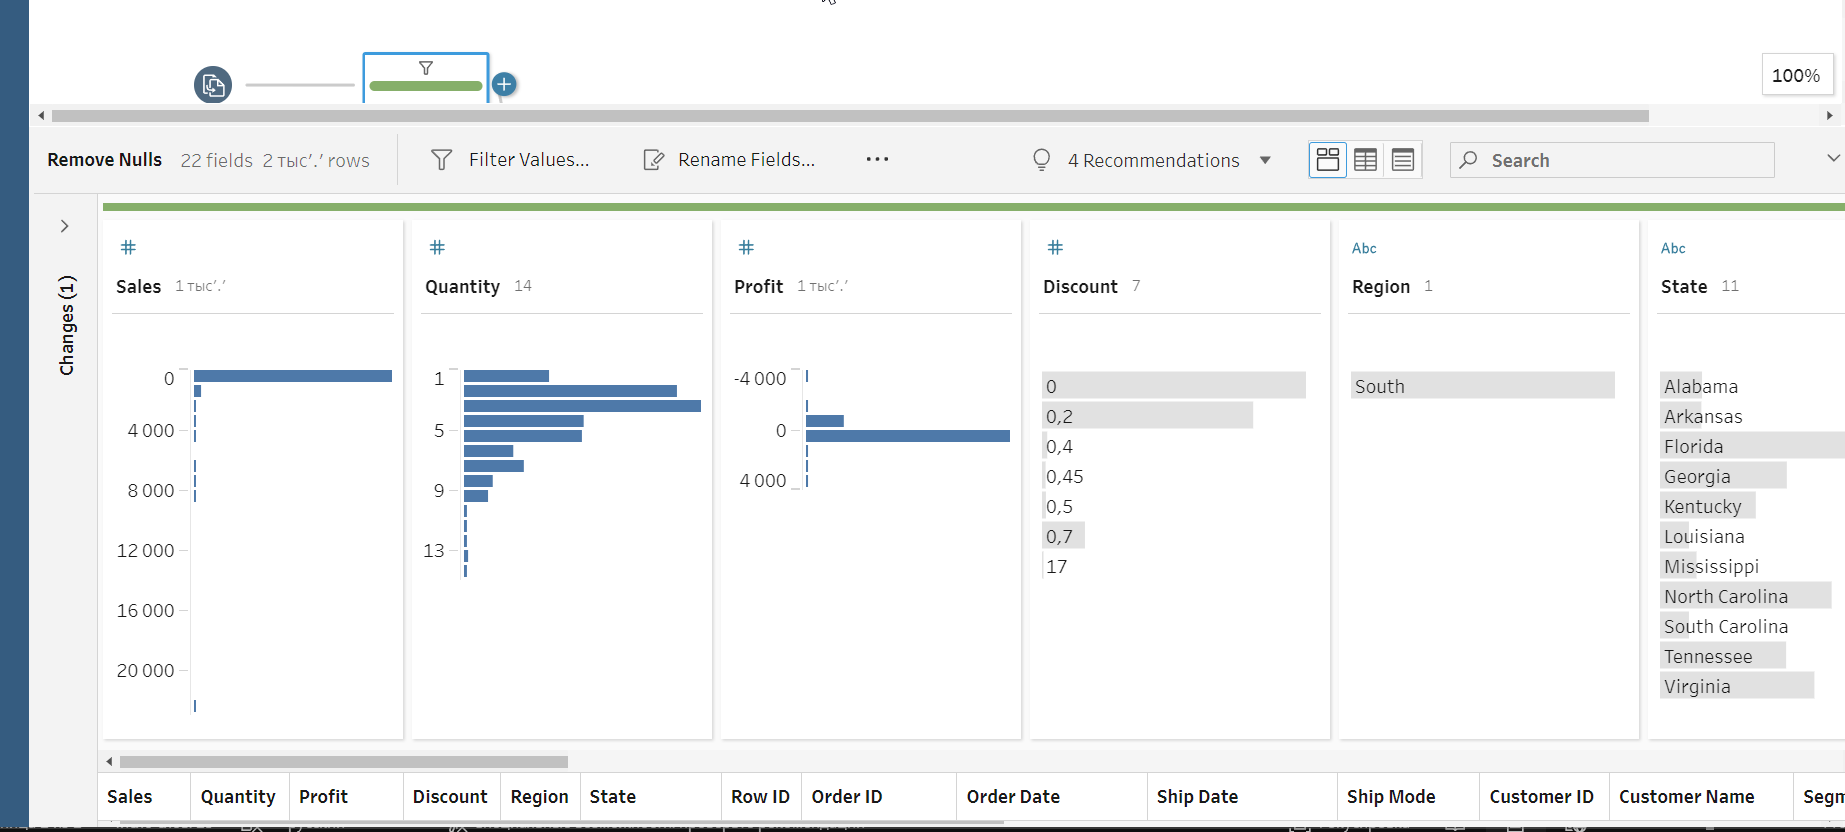 100%
Remove Nulls 22 fields 2 тыс'.' rows Filter Values... Rename Fields... 4 Recommendations Search
Changes (1)
Abc Abc
Sales 1 тыс'.' Quantity 14 Profit 1 тыс'.' Discount 7 Region 1 State 11
0
4 000
8 000
12 000
16 000
20 000
1
5
9
13
-4 000
0
4 000
0
0,2
0,4
0,45
0,5
0,7
17
South
Alabama
Arkansas
Florida
Georgia
Kentucky
Louisiana
Mississippi
North Carolina
South Carolina
Tennessee
Virginia
Sales Quantity Profit Discount Region State Row ID Order ID Order Date Ship Date Ship Mode Customer ID Customer Name Segm